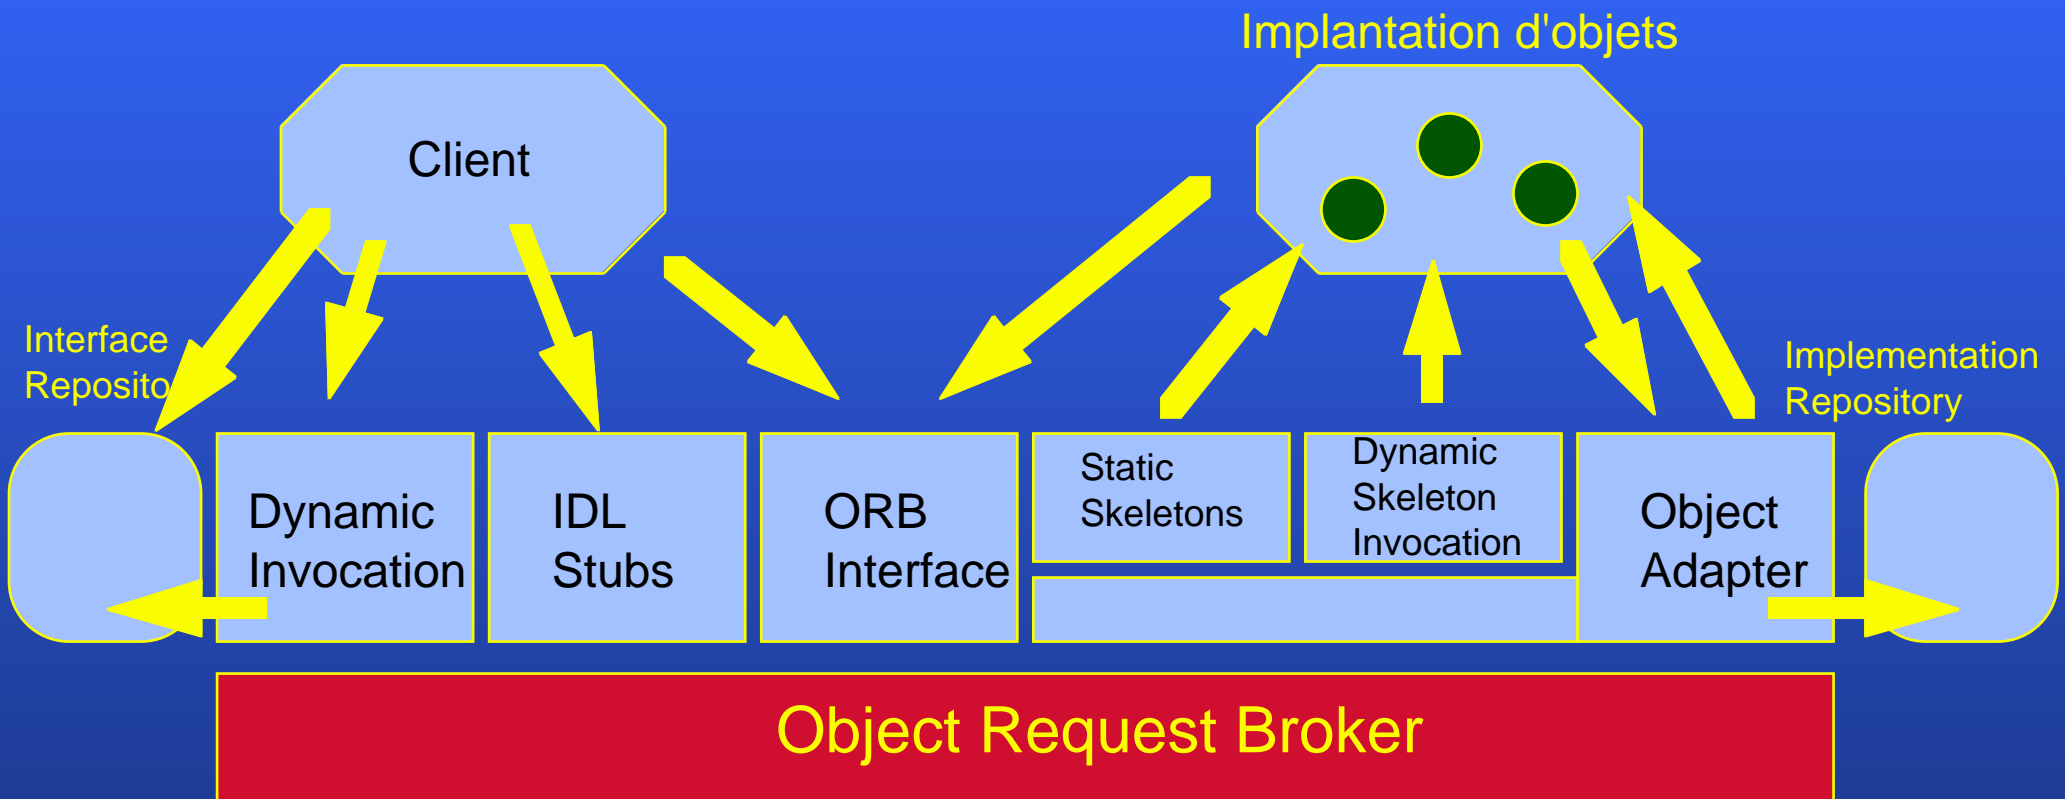 Implantation d'objets
Client
Interface
Reposito
Implementation
Repository
Dynamic
Invocation
IDL
Stubs
ORB
Interface
Static
Skeletons
Dynamic
Skeleton
Invocation
Object
Adapter
Object Request Broker